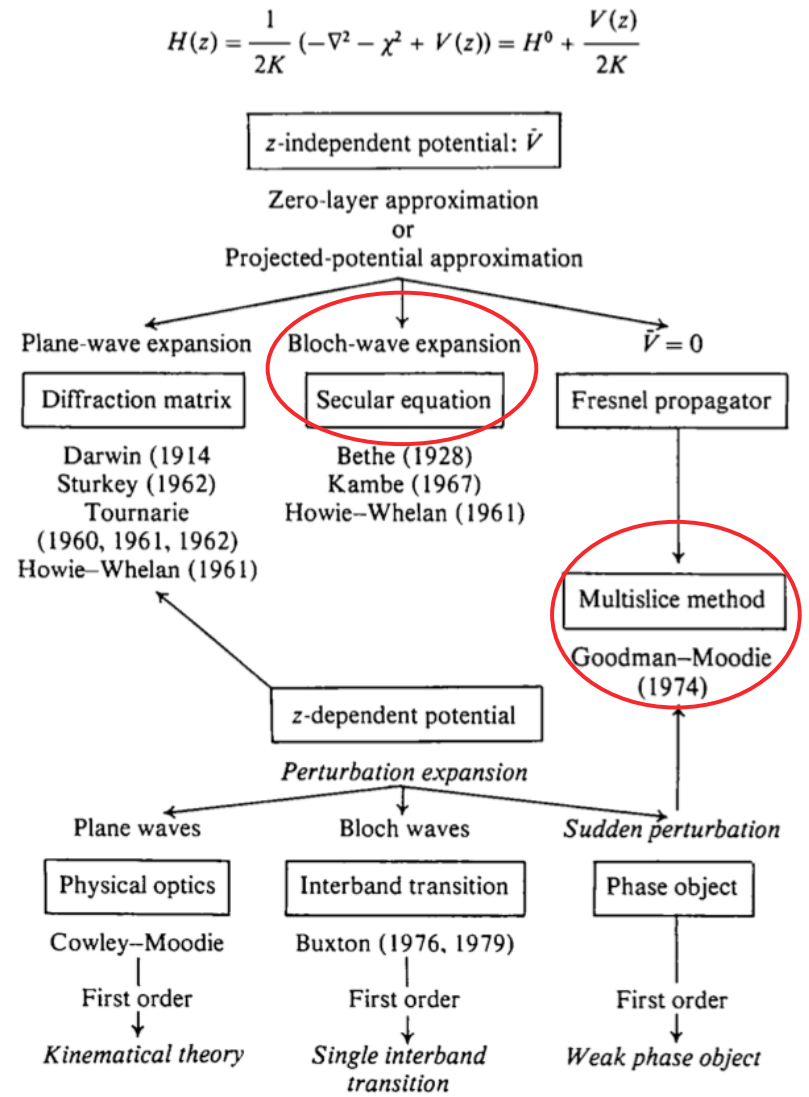 H(z) = 1/2K (−∇² − χ² + V(z)) = H⁰ + V(z)/2K
z-independent potential: V̄
Zero-layer approximation
or
Projected-potential approximation
Plane-wave expansion
Diffraction matrix
Darwin (1914
Sturkey (1962)
Tournarie
(1960, 1961, 1962)
Howie–Whelan (1961)
Bloch-wave expansion
Secular equation
Bethe (1928)
Kambe (1967)
Howie–Whelan (1961)
V̄ = 0
Fresnel propagator
Multislice method
Goodman–Moodie
(1974)
z-dependent potential
Perturbation expansion
Plane waves
Physical optics
Cowley–Moodie
First order
Kinematical theory
Bloch waves
Interband transition
Buxton (1976, 1979)
First order
Single interband
transition
Sudden perturbation
Phase object
First order
Weak phase object